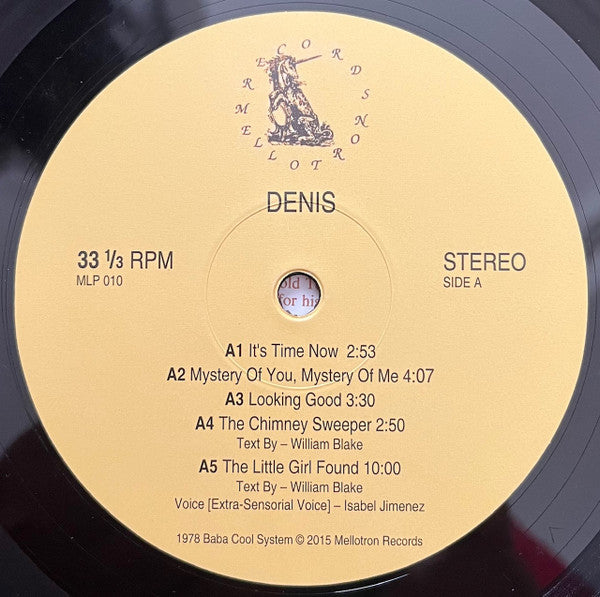 MELLOTRON RECORDS
DENIS
33 ⅓ RPM
STEREO
MLP 010
SIDE A
old T
for his
A1 It's Time Now 2:53
A2 Mystery Of You, Mystery Of Me 4:07
A3 Looking Good 3:30
A4 The Chimney Sweeper 2:50
Text By – William Blake
A5 The Little Girl Found 10:00
Text By – William Blake
Voice [Extra-Sensorial Voice] – Isabel Jimenez
1978 Baba Cool System © 2015 Mellotron Records